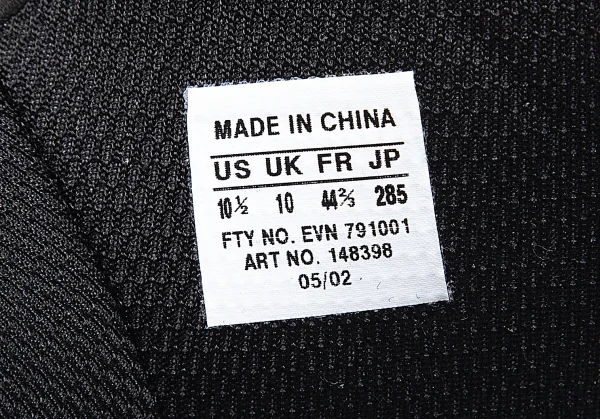 MADE IN CHINA
US UK FR JP
10½ 10 44⅔ 285
FTY NO. EVN 791001
ART NO. 148398
05/02